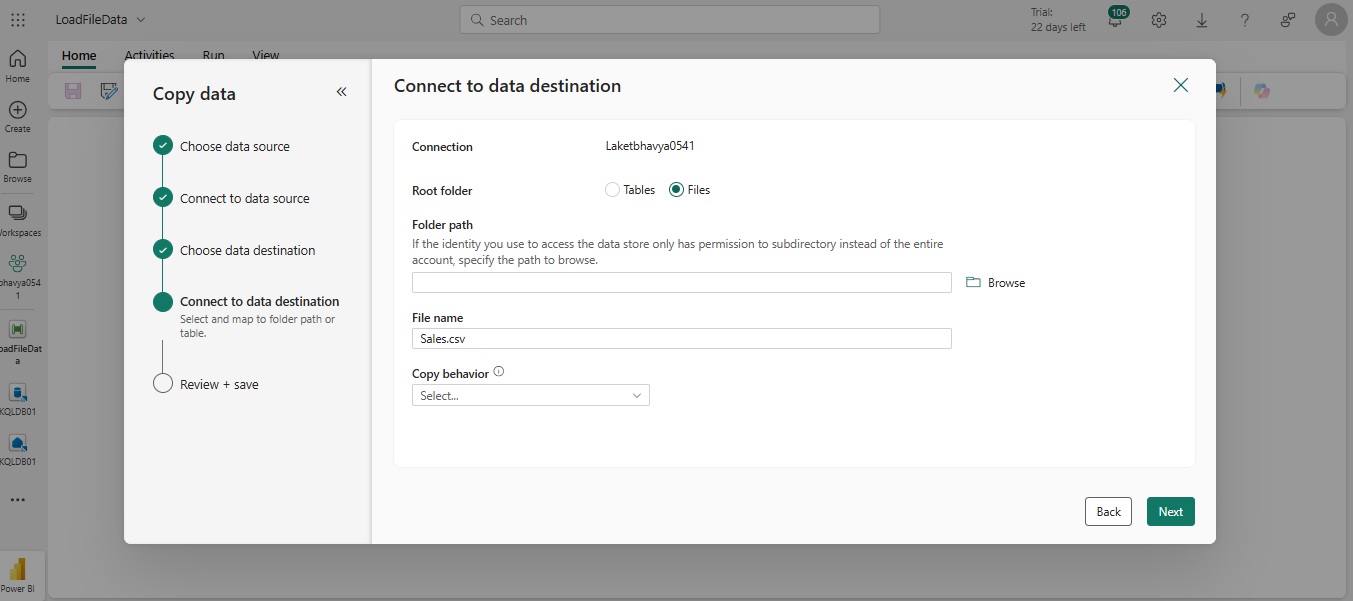 LoadFileData
Search
Trial:
22 days left
106
Home
Activities
Run
View
Home
Create
Browse
Workspaces
bhavya054
1
oadFileDat
a
KQLDB01
KQLDB01
Power BI
Copy data
Choose data source
Connect to data source
Choose data destination
Connect to data destination
Select and map to folder path or
table.
Review + save
Connect to data destination
Connection
Laketbhavya0541
Root folder
Tables
Files
Folder path
If the identity you use to access the data store only has permission to subdirectory instead of the entire
account, specify the path to browse.
Browse
File name
Sales.csv
Copy behavior
Select...
Back
Next